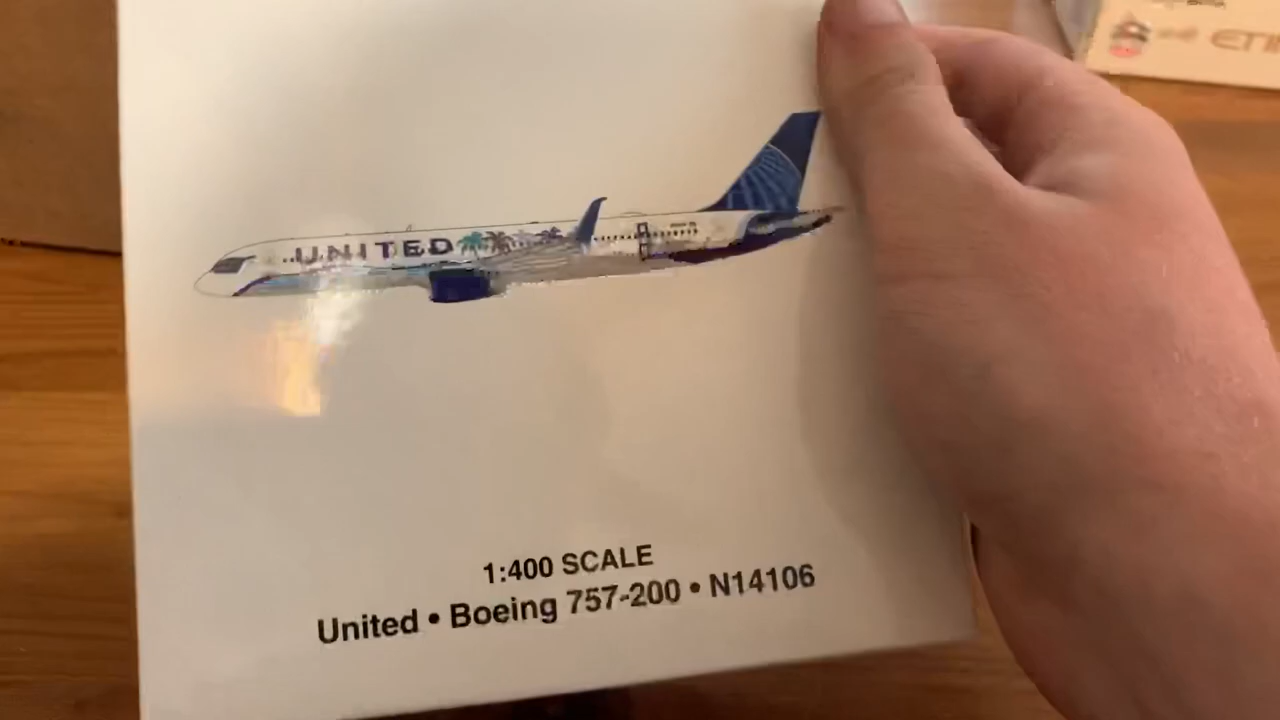 UNITED
1:400 SCALE
United • Boeing 757-200 • N14106